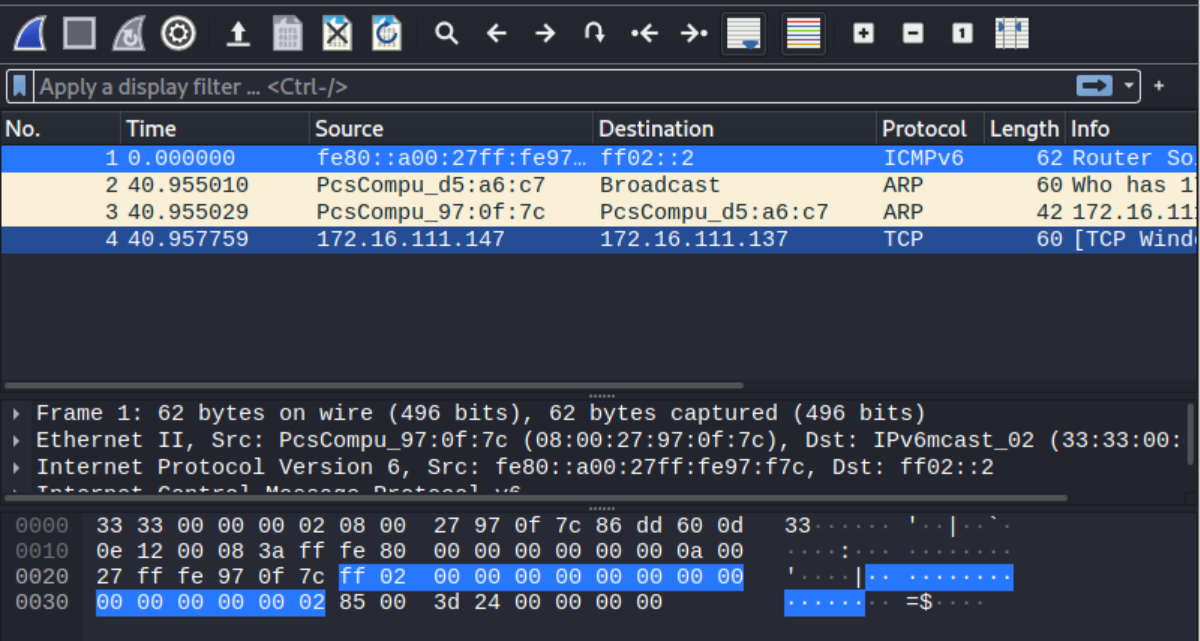 Apply a display filter ... <Ctrl-/>
No. Time Source Destination Protocol Length Info
1 0.000000 fe80::a00:27ff:fe97… ff02::2 ICMPv6 62 Router So
2 40.955010 PcsCompu_d5:a6:c7 Broadcast ARP 60 Who has 1
3 40.955029 PcsCompu_97:0f:7c PcsCompu_d5:a6:c7 ARP 42 172.16.11
4 40.957759 172.16.111.147 172.16.111.137 TCP 60 [TCP Wind
Frame 1: 62 bytes on wire (496 bits), 62 bytes captured (496 bits)
Ethernet II, Src: PcsCompu_97:0f:7c (08:00:27:97:0f:7c), Dst: IPv6mcast_02 (33:33:00:
Internet Protocol Version 6, Src: fe80::a00:27ff:fe97:f7c, Dst: ff02::2
Internet Control Message Protocol v6
0000 33 33 00 00 00 02 08 00 27 97 0f 7c 86 dd 60 0d 33······ '··|··`·
0010 0e 12 00 08 3a ff fe 80 00 00 00 00 00 00 0a 00 ····:··· ········
0020 27 ff fe 97 0f 7c ff 02 00 00 00 00 00 00 00 00 '····|·· ········
0030 00 00 00 00 00 02 85 00 3d 24 00 00 00 00 ········ =$····